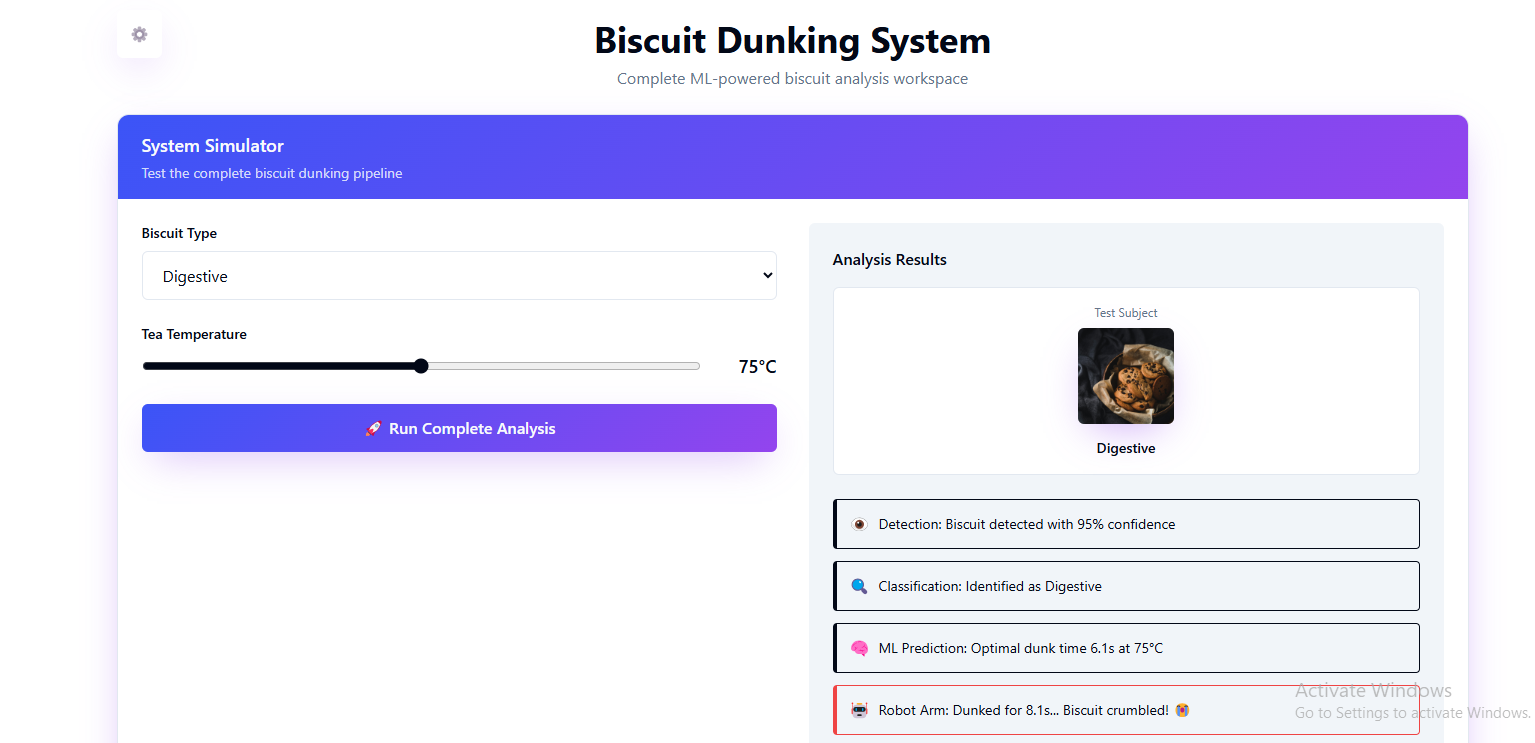 Biscuit Dunking System
Complete ML-powered biscuit analysis workspace
System Simulator
Test the complete biscuit dunking pipeline
Biscuit Type
Digestive
Tea Temperature
75°C
🚀 Run Complete Analysis
Analysis Results
Test Subject
Digestive
👁️ Detection: Biscuit detected with 95% confidence
🔍 Classification: Identified as Digestive
🧠 ML Prediction: Optimal dunk time 6.1s at 75°C
🤖 Robot Arm: Dunked for 8.1s... Biscuit crumbled! 😭
Activate Windows
Go to Settings to activate Windows.